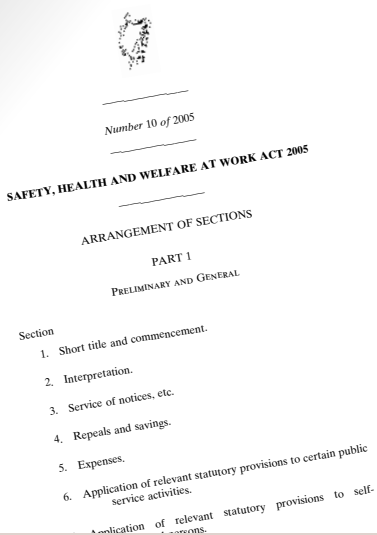 Number 10 of 2005
SAFETY, HEALTH AND WELFARE AT WORK ACT 2005
ARRANGEMENT OF SECTIONS
PART 1
Preliminary and General
Section
1. Short title and commencement.
2. Interpretation.
3. Service of notices, etc.
4. Repeals and savings.
5. Expenses.
6. Application of relevant statutory provisions to certain public
service activities.
Application of relevant statutory provisions to self-
persons.